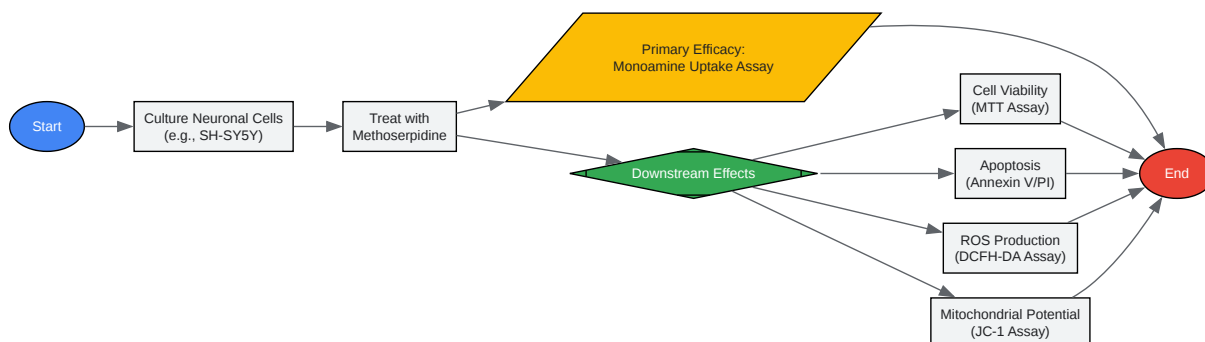 Start
Culture Neuronal Cells
(e.g., SH-SY5Y)
Treat with
Methoserpidine
Primary Efficacy:
Monoamine Uptake Assay
Downstream Effects
Cell Viability
(MTT Assay)
Apoptosis
(Annexin V/PI)
ROS Production
(DCFH-DA Assay)
Mitochondrial Potential
(JC-1 Assay)
End